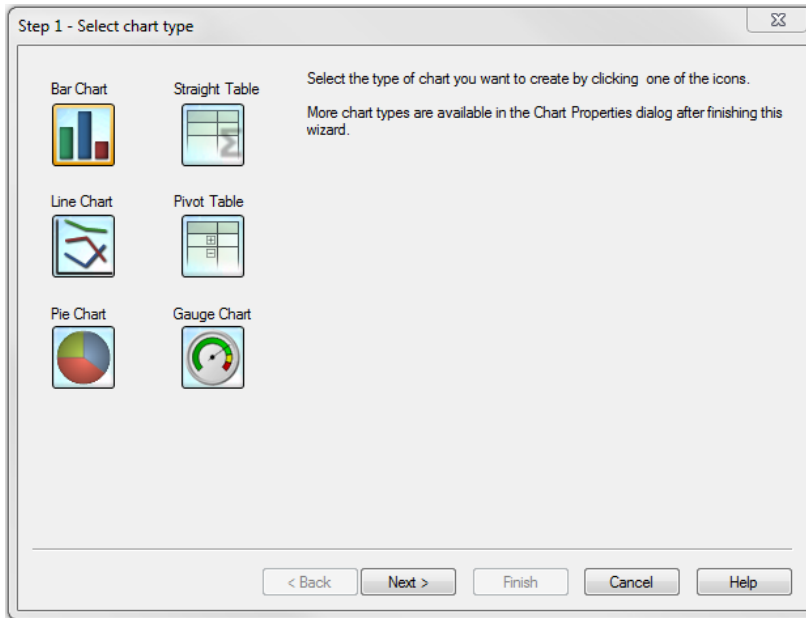 Step 1 - Select chart type
Bar Chart
Straight Table
Line Chart
Pivot Table
Pie Chart
Gauge Chart
Select the type of chart you want to create by clicking one of the icons.
More chart types are available in the Chart Properties dialog after finishing this
wizard.
< Back
Next >
Finish
Cancel
Help